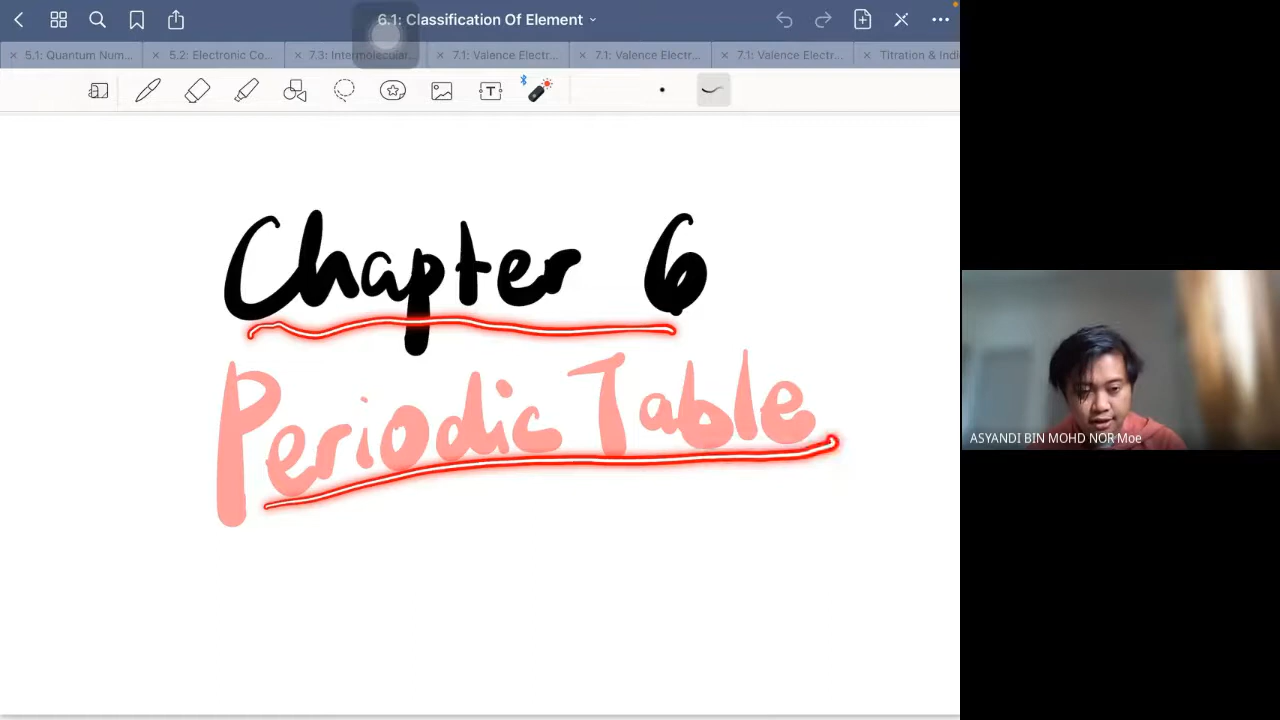 6.1: Classification Of Element
5.1: Quantum Num...
5.2: Electronic Co...
7.3: Intermolecular...
7.1: Valence Electr...
7.1: Valence Electr...
7.1: Valence Electr...
Titration & Indi
T
Chapter 6
Periodic Table
ASYANDI BIN MOHD NOR Moe